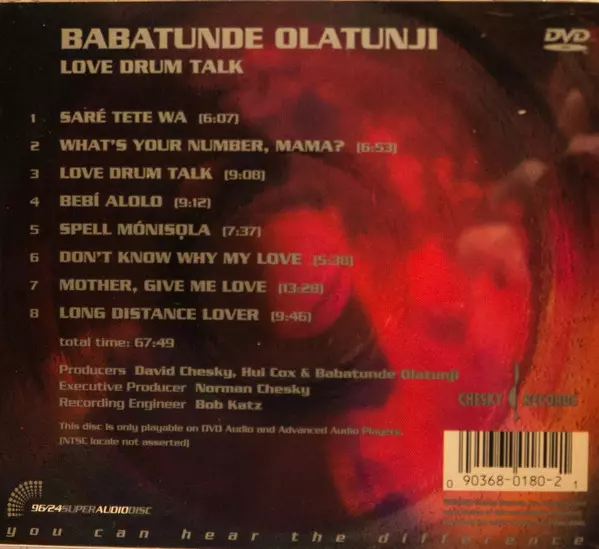 BABATUNDE OLATUNJI
DVD
LOVE DRUM TALK
1 SARÉ TETE WA [6:07]
2 WHAT'S YOUR NUMBER, MAMA? [6:53]
3 LOVE DRUM TALK [9:08]
4 BEBÍ ALOLO [9:12]
5 SPELL MÓNISỌLA [7:37]
6 DON'T KNOW WHY MY LOVE [5:38]
7 MOTHER, GIVE ME LOVE [13:28]
8 LONG DISTANCE LOVER [9:46]
total time: 67:49
Producers David Chesky, Hul Cox & Babatunde Olatunji
Executive Producer Norman Chesky
Recording Engineer Bob Katz
CHESKY RECORDS
This disc is only playable on DVD Audio and Advanced Audio Players.
[NTSC locale not asserted]
0 90368-0180-2 1
96/24SUPERAUDIODISC
you can hear the difference